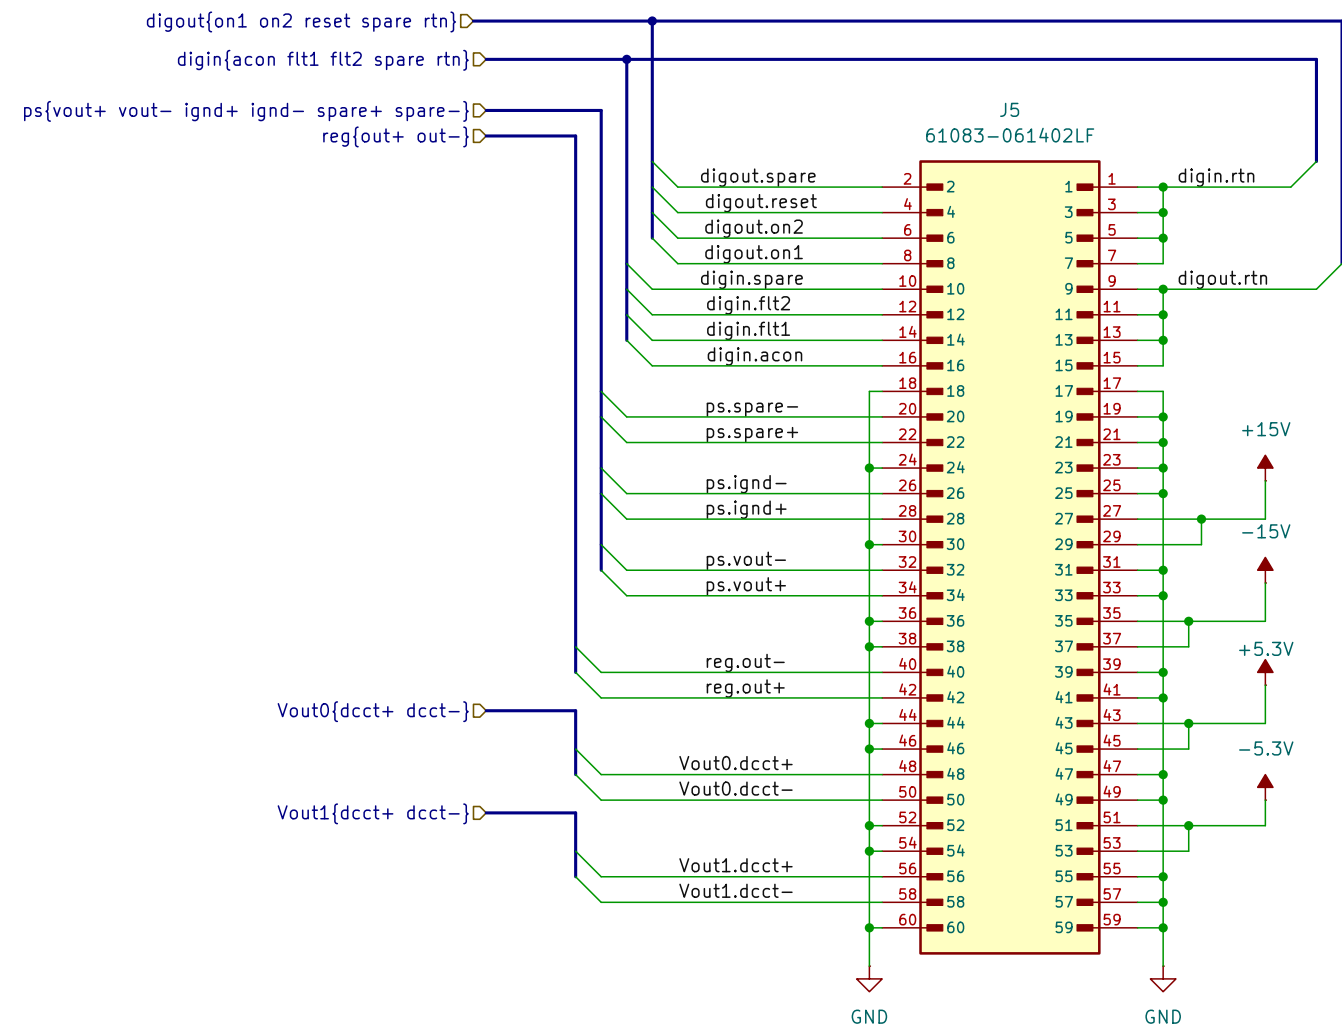 digout{on1 on2 reset spare rtn}
digin{acon flt1 flt2 spare rtn}
ps{vout+ vout- ignd+ ignd- spare+ spare-}
reg{out+ out-}
J5
61083-061402LF
digout.spare 2 2 1 1 digin.rtn
digout.reset 4 4 3 3
digout.on2 6 6 5 5
digout.on1 8 8 7 7
digin.spare 10 10 9 9 digout.rtn
digin.flt2 12 12 11 11
digin.flt1 14 14 13 13
digin.acon 16 16 15 15
18 18 17 17
ps.spare- 20 20 19 19
ps.spare+ 22 22 21 21
+15V
24 24 23 23
ps.ignd- 26 26 25 25
ps.ignd+ 28 28 27 27
-15V
30 30 29 29
ps.vout- 32 32 31 31
ps.vout+ 34 34 33 33
36 36 35 35
38 38 37 37
+5.3V
reg.out- 40 40 39 39
reg.out+ 42 42 41 41
Vout0{dcct+ dcct-}
44 44 43 43
46 46 45 45
-5.3V
Vout0.dcct+ 48 48 47 47
Vout0.dcct- 50 50 49 49
Vout1{dcct+ dcct-}
52 52 51 51
54 54 53 53
Vout1.dcct+ 56 56 55 55
Vout1.dcct- 58 58 57 57
60 60 59 59
GND GND